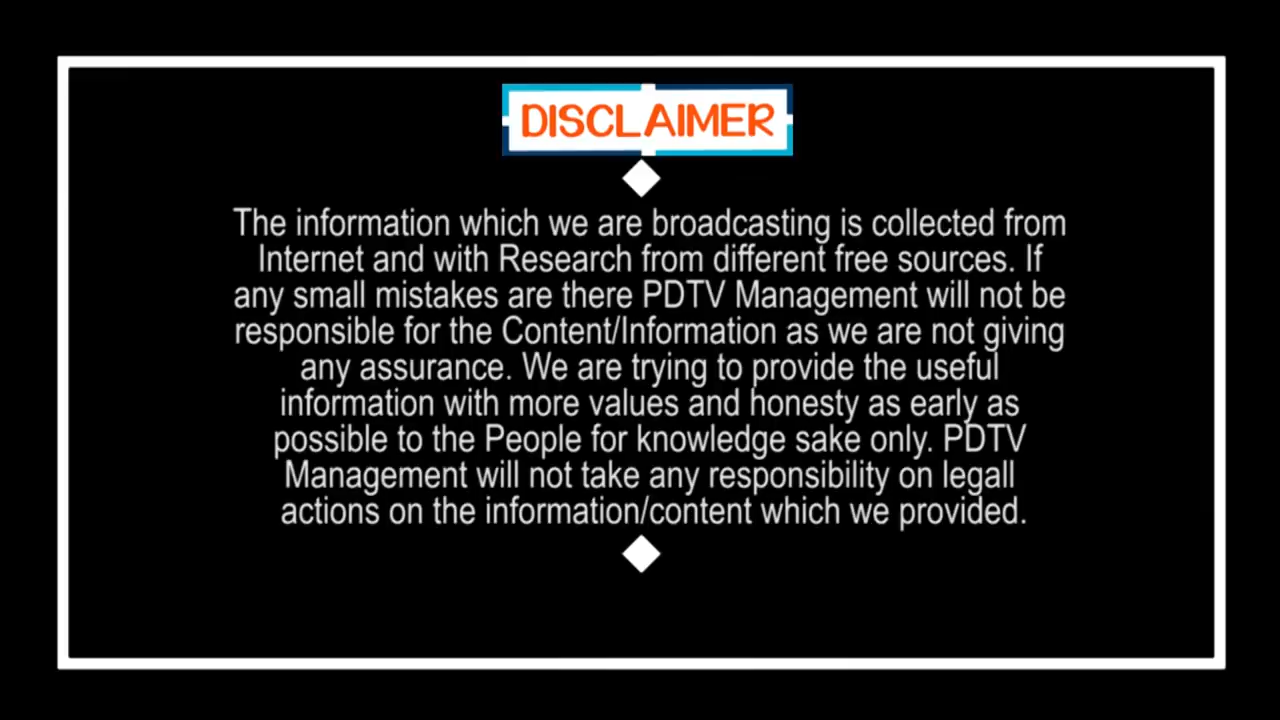 DISCLAIMER
The information which we are broadcasting is collected from
Internet and with Research from different free sources. If
any small mistakes are there PDTV Management will not be
responsible for the Content/Information as we are not giving
any assurance. We are trying to provide the useful
information with more values and honesty as early as
possible to the People for knowledge sake only. PDTV
Management will not take any responsibility on legall
actions on the information/content which we provided.